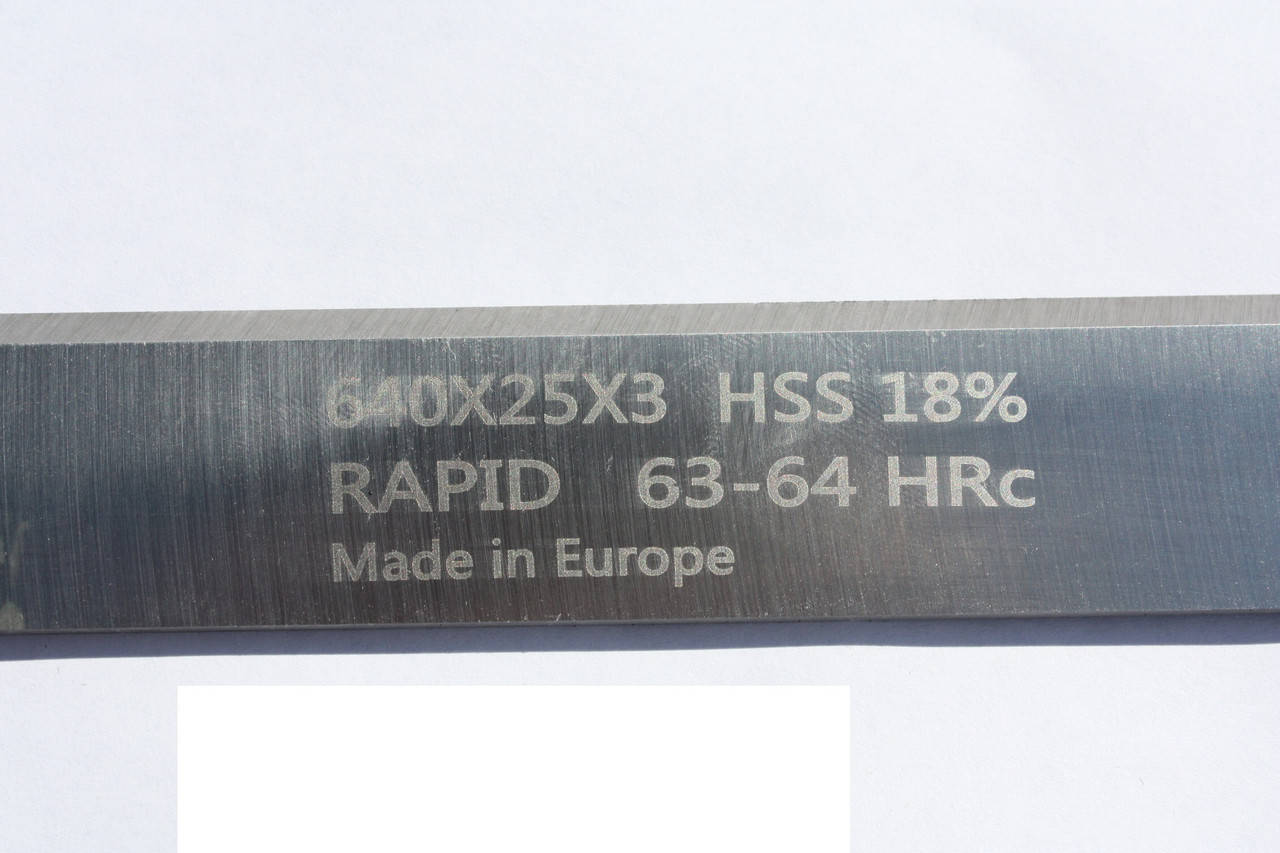 640X25X3 HSS 18%
RAPID 63-64 HRc
Made in Europe